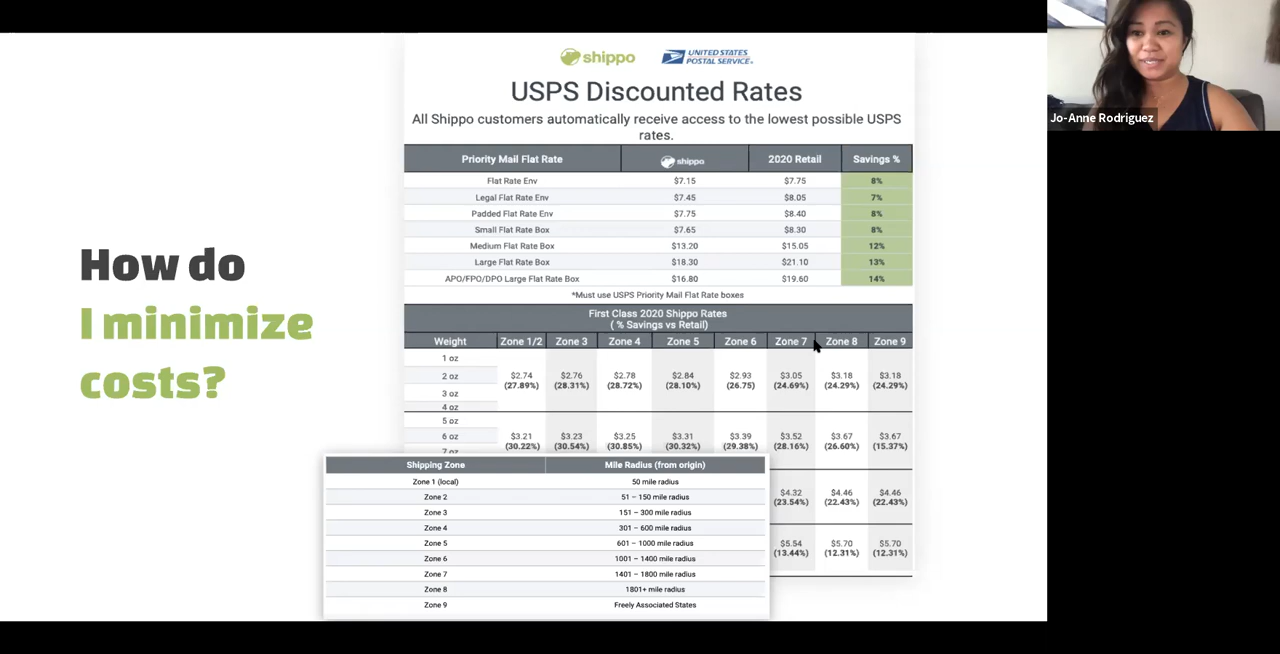 How do
I minimize
costs?
shippo UNITED STATES POSTAL SERVICE®
USPS Discounted Rates
All Shippo customers automatically receive access to the lowest possible USPS
rates.
Priority Mail Flat Rate shippo 2020 Retail Savings %
Flat Rate Env $7.15 $7.75 8%
Legal Flat Rate Env $7.45 $8.05 7%
Padded Flat Rate Env $7.75 $8.40 8%
Small Flat Rate Box $7.65 $8.30 8%
Medium Flat Rate Box $13.20 $15.05 12%
Large Flat Rate Box $18.30 $21.10 13%
APO/FPO/DPO Large Flat Rate Box $16.80 $19.60 14%
*Must use USPS Priority Mail Flat Rate boxes
First Class 2020 Shippo Rates
( % Savings vs Retail)
Weight Zone 1/2 Zone 3 Zone 4 Zone 5 Zone 6 Zone 7 Zone 8 Zone 9
1 oz
2 oz $2.74 $2.76 $2.78 $2.84 $2.93 $3.05 $3.18 $3.18
(27.89%) (28.31%) (28.72%) (28.10%) (26.75) (24.69%) (24.29%) (24.29%)
3 oz
4 oz
5 oz
6 oz $3.21 $3.23 $3.25 $3.31 $3.39 $3.52 $3.67 $3.67
(30.22%) (30.54%) (30.85%) (30.32%) (29.38%) (28.16%) (26.60%) (15.37%)
7 oz
$4.32 $4.46 $4.46
(23.54%) (22.43%) (22.43%)
$5.54 $5.70 $5.70
(13.44%) (12.31%) (12.31%)
Shipping Zone Mile Radius (from origin)
Zone 1 (local) 50 mile radius
Zone 2 51 – 150 mile radius
Zone 3 151 – 300 mile radius
Zone 4 301 – 600 mile radius
Zone 5 601 – 1000 mile radius
Zone 6 1001 – 1400 mile radius
Zone 7 1401 – 1800 mile radius
Zone 8 1801+ mile radius
Zone 9 Freely Associated States
Jo-Anne Rodriguez